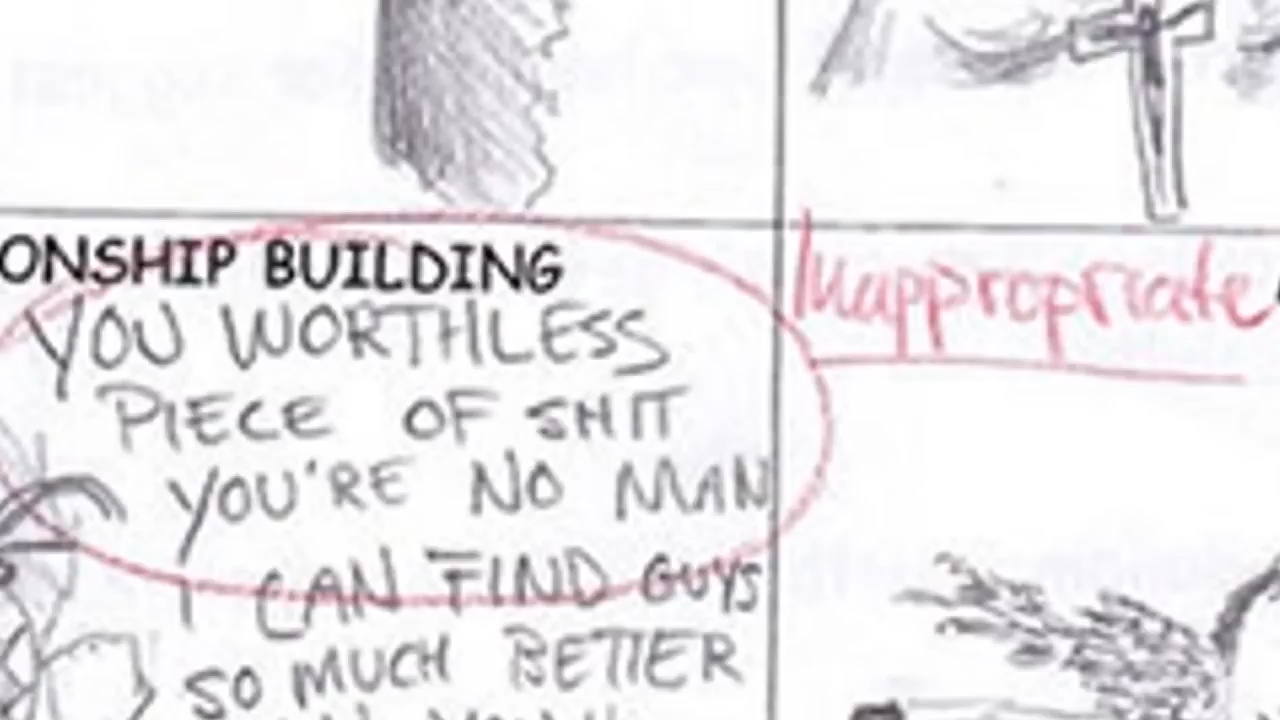 ONSHIP BUILDING
YOU WORTHLESS
PIECE OF SHIT
YOU'RE NO MAN
I CAN FIND GUYS
SO MUCH BETTER
Inappropriate